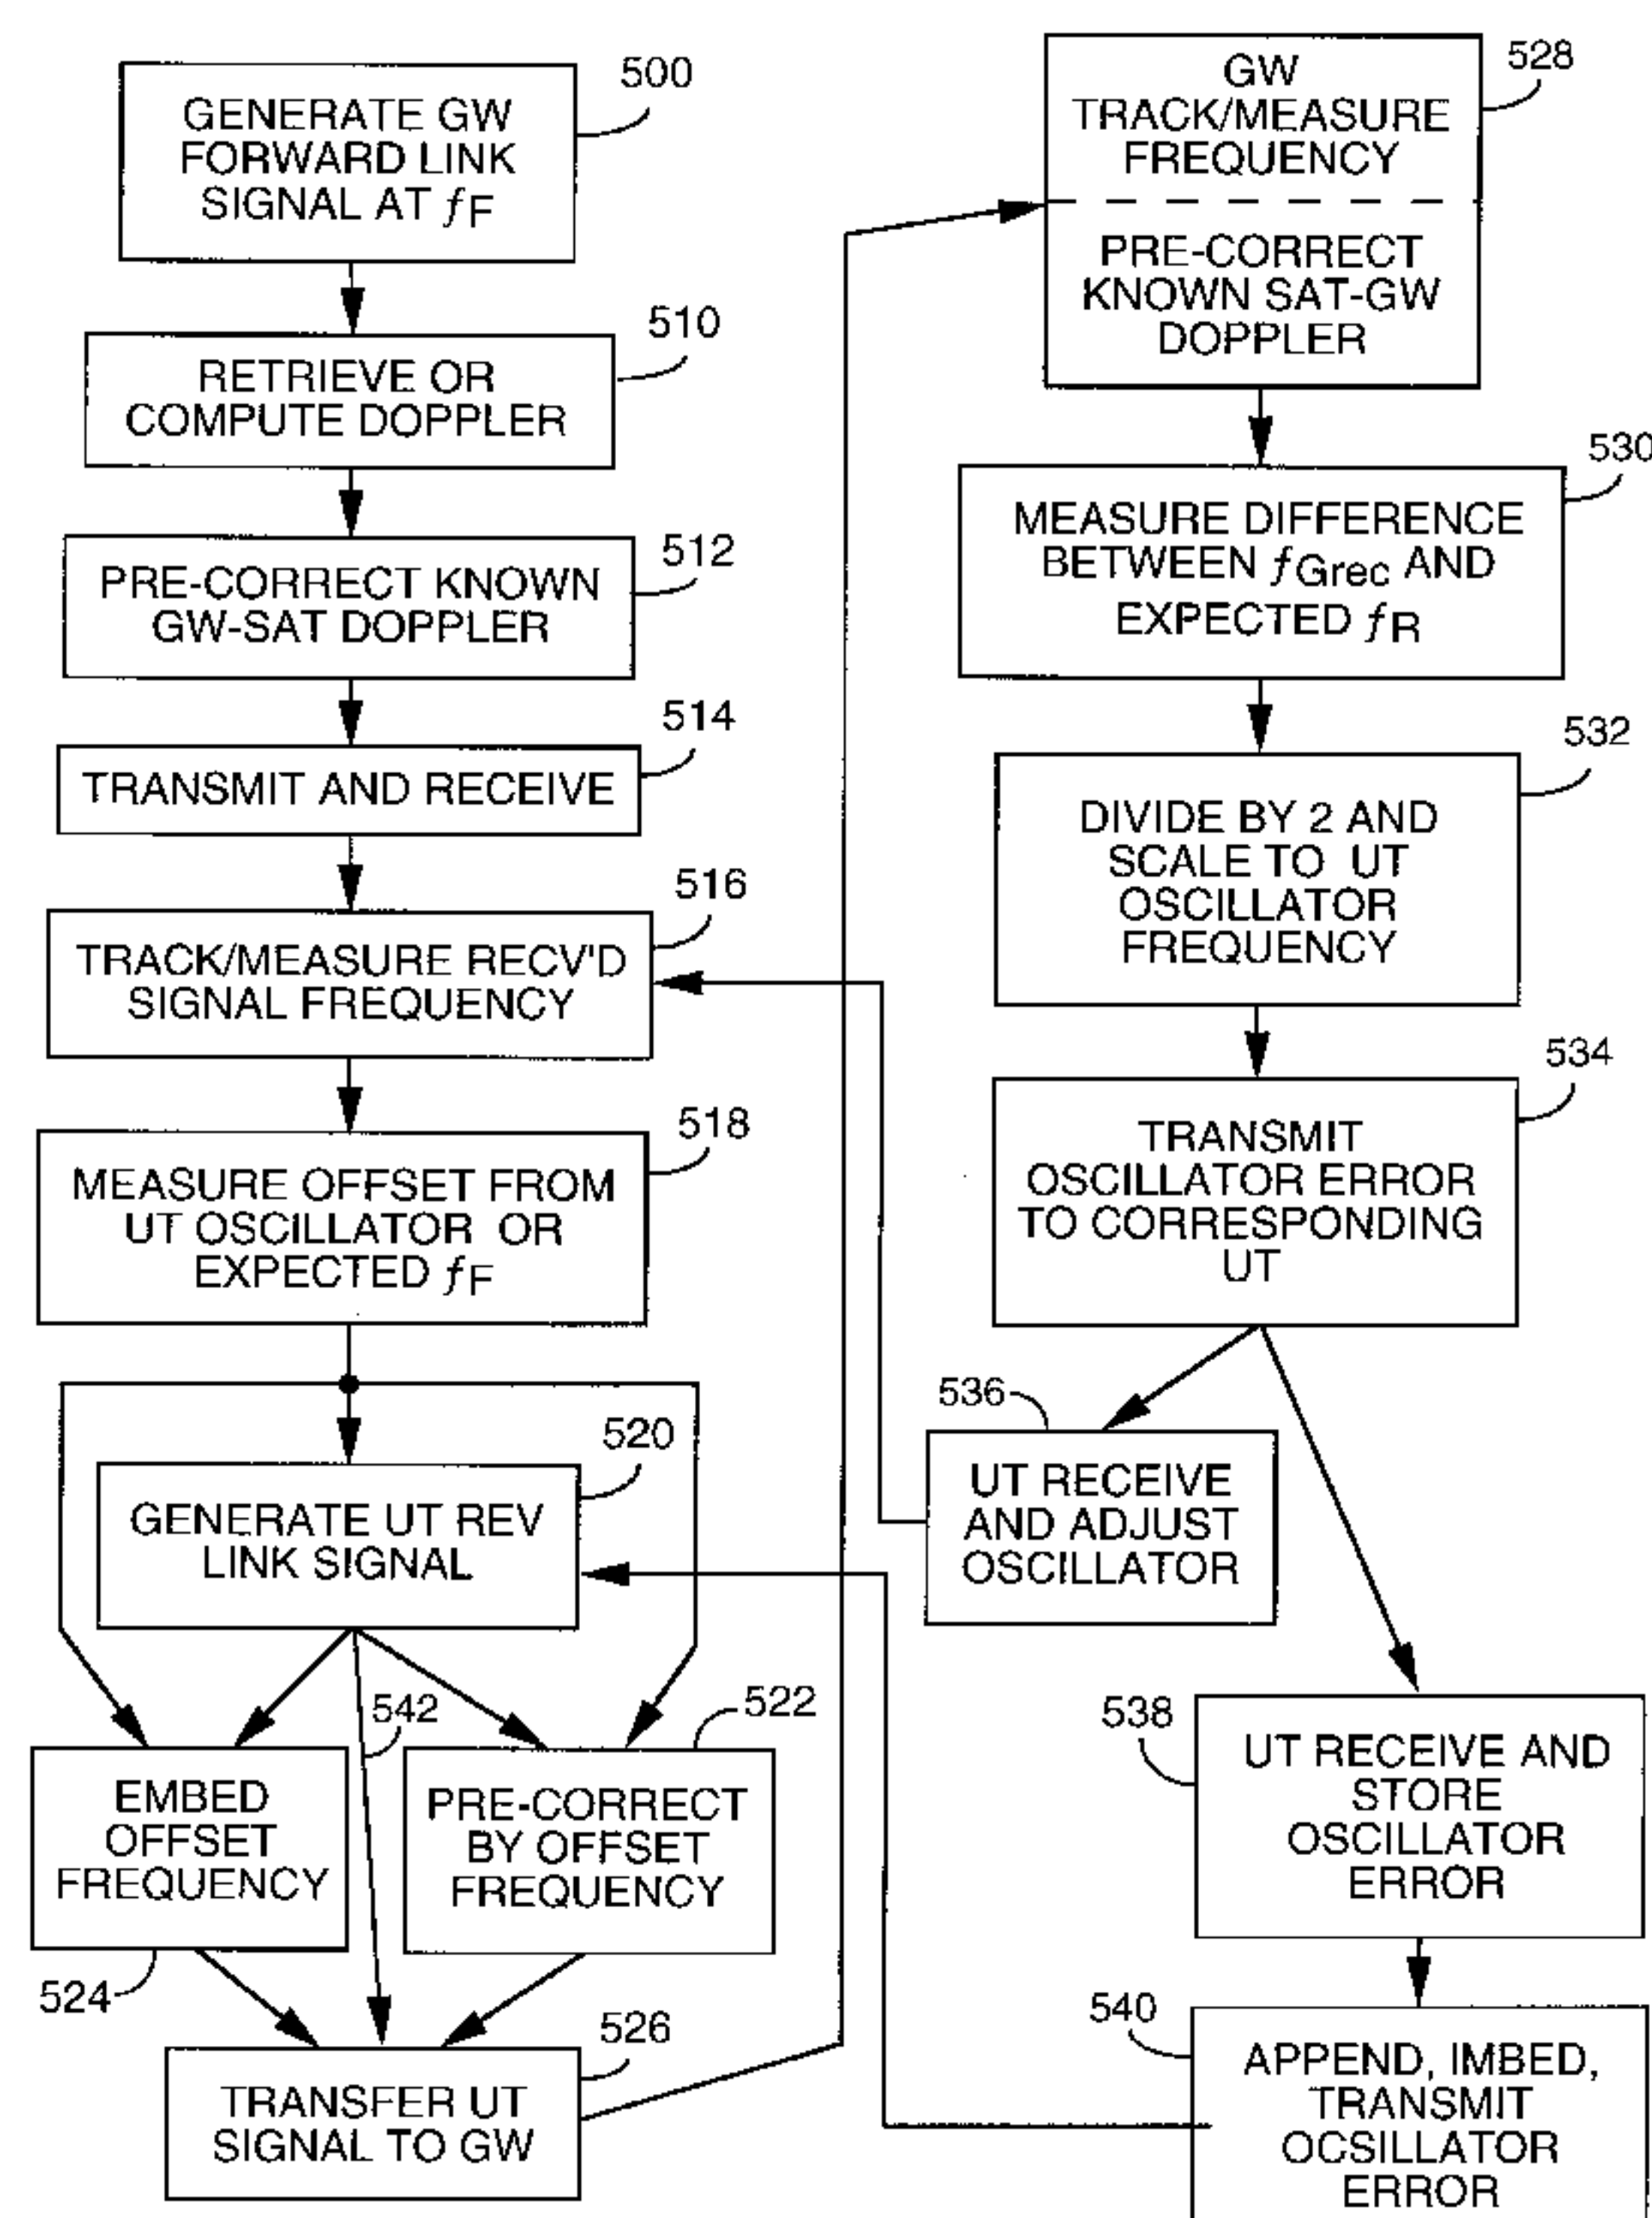 500
GENERATE GW
FORWARD LINK
SIGNAL AT fF
510
RETRIEVE OR
COMPUTE DOPPLER
512
PRE-CORRECT KNOWN
GW-SAT DOPPLER
514
TRANSMIT AND RECEIVE
516
TRACK/MEASURE RECV'D
SIGNAL FREQUENCY
518
MEASURE OFFSET FROM
UT OSCILLATOR OR
EXPECTED fF
520
GENERATE UT REV
LINK SIGNAL
542
522
EMBED
OFFSET
FREQUENCY
524
PRE-CORRECT
BY OFFSET
FREQUENCY
526
TRANSFER UT
SIGNAL TO GW
528
GW
TRACK/MEASURE
FREQUENCY
PRE-CORRECT
KNOWN SAT-GW
DOPPLER
530
MEASURE DIFFERENCE
BETWEEN fGrec AND
EXPECTED fR
532
DIVIDE BY 2 AND
SCALE TO UT
OSCILLATOR
FREQUENCY
534
TRANSMIT
OSCILLATOR ERROR
TO CORRESPONDING
UT
536
UT RECEIVE
AND ADJUST
OSCILLATOR
538
UT RECEIVE AND
STORE
OSCILLATOR
ERROR
540
APPEND, IMBED,
TRANSMIT
OCSILLATOR
ERROR